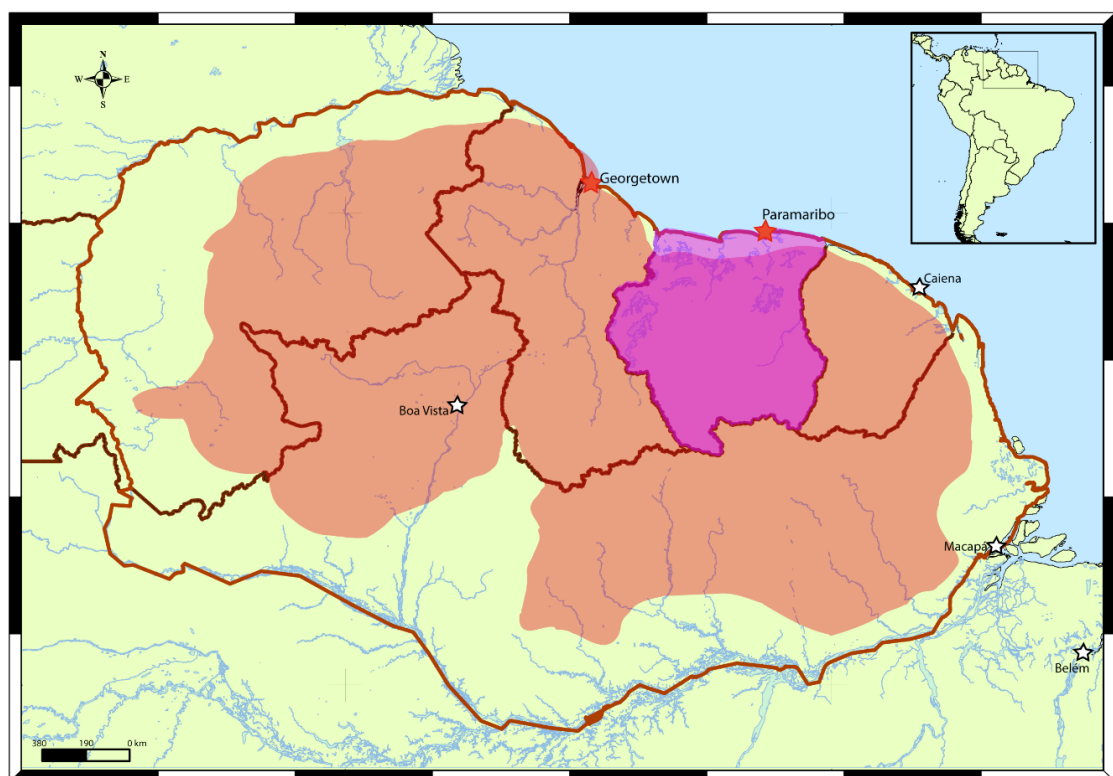 N
W E
S
Georgetown
Paramaribo
Caiena
Boa Vista
Macapá
Belém
380 190 0 km